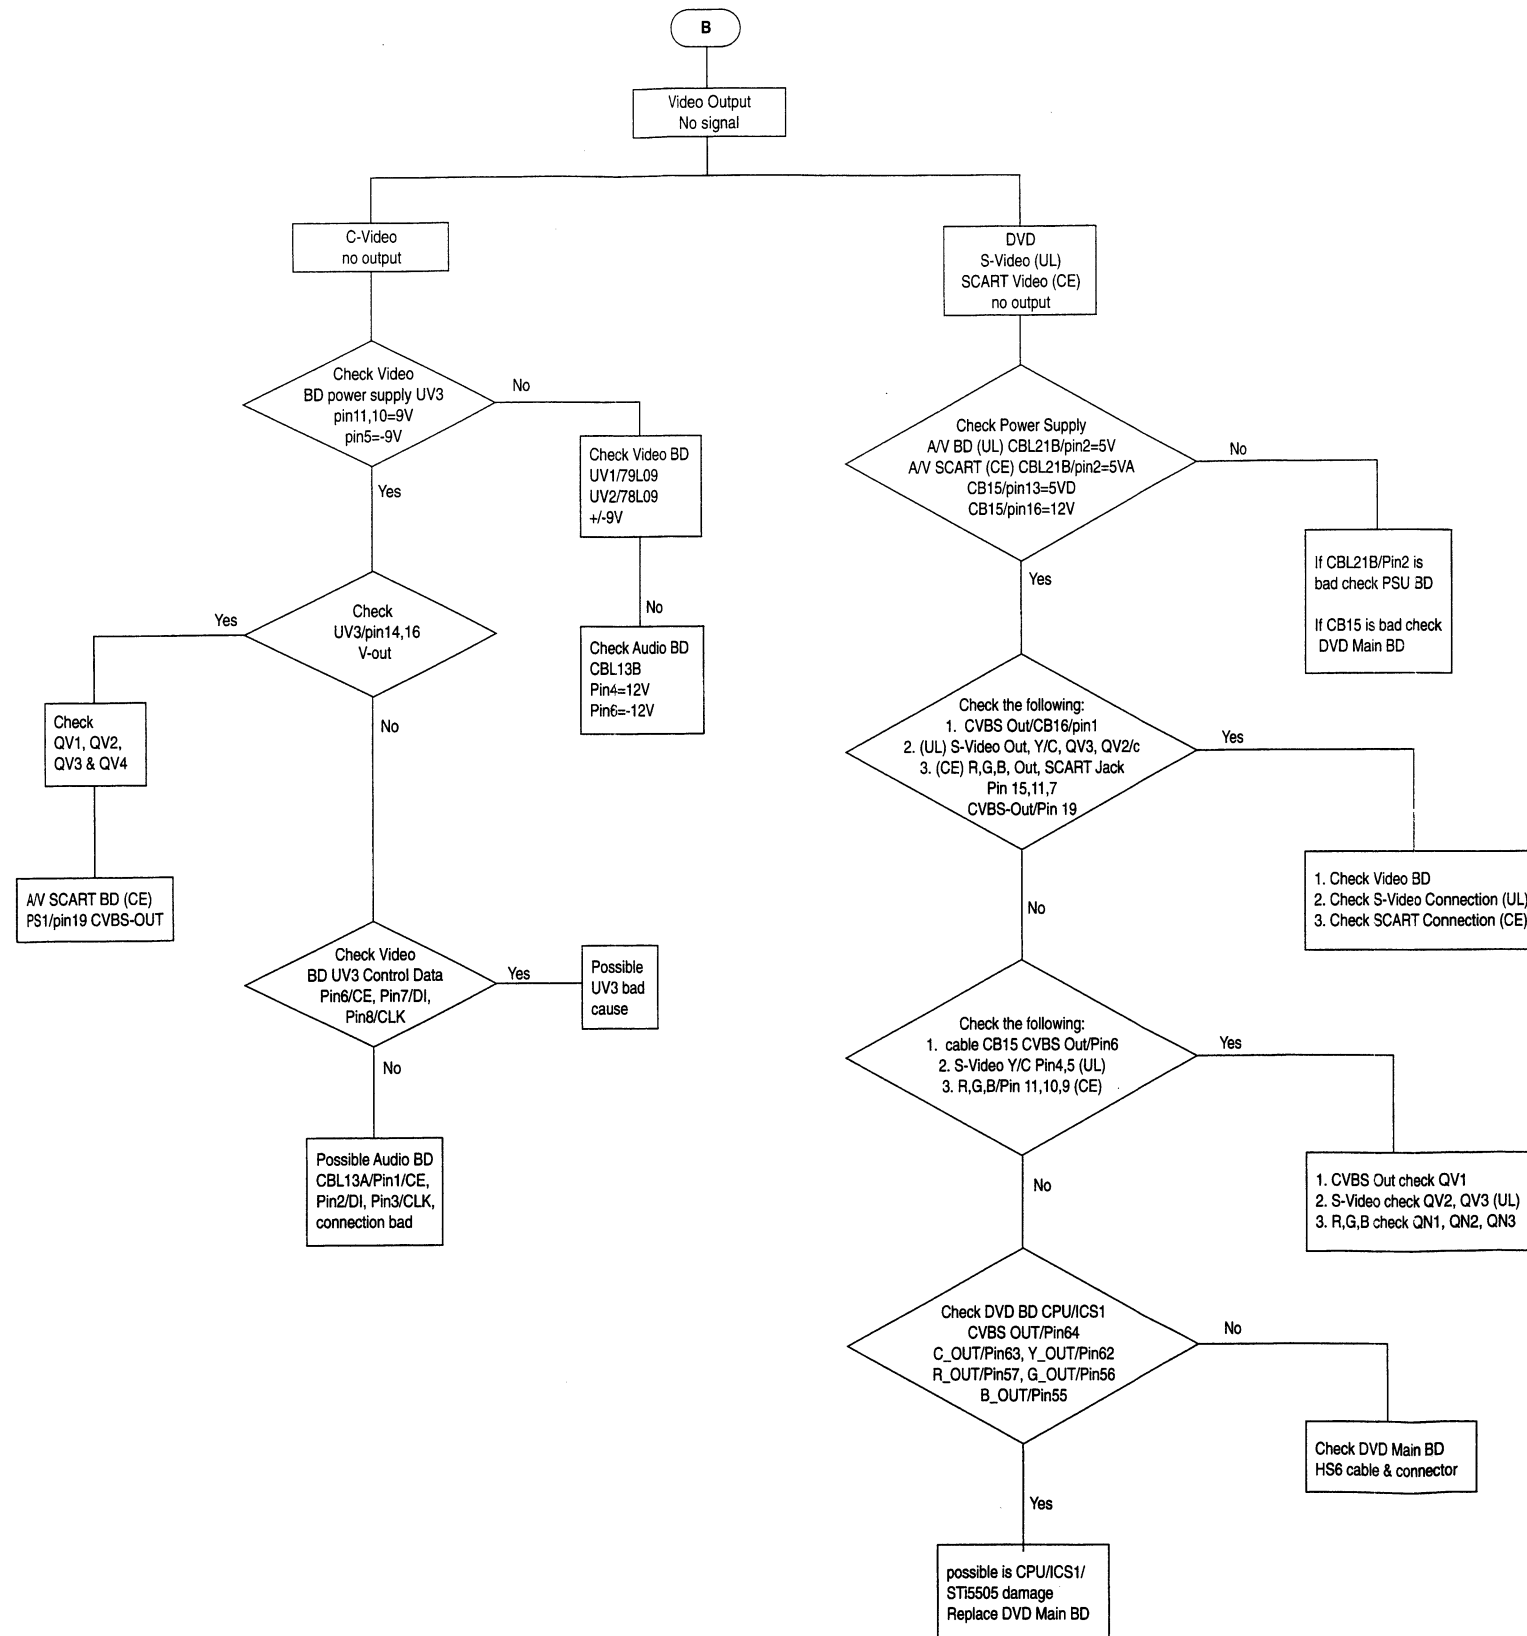 B
Video Output
No signal
C-Video
no output
DVD
S-Video (UL)
SCART Video (CE)
no output
Check Video
BD power supply UV3
pin11,10=9V
pin5=-9V
No
Yes
Check Video BD
UV1/79L09
UV2/78L09
+/-9V
No
Check Audio BD
CBL13B
Pin4=12V
Pin6=-12V
Check
UV3/pin14,16
V-out
Yes
No
Check
QV1, QV2,
QV3 & QV4
A/V SCART BD (CE)
PS1/pin19 CVBS-OUT
Check Video
BD UV3 Control Data
Pin6/CE, Pin7/DI,
Pin8/CLK
Yes
No
Possible
UV3 bad
cause
Possible Audio BD
CBL13A/Pin1/CE,
Pin2/DI, Pin3/CLK,
connection bad
Check Power Supply
A/V BD (UL) CBL21B/pin2=5V
A/V SCART (CE) CBL21B/pin2=5VA
CB15/pin13=5VD
CB15/pin16=12V
No
Yes
If CBL21B/Pin2 is
bad check PSU BD
If CB15 is bad check
DVD Main BD
Check the following:
1. CVBS Out/CB16/pin1
2. (UL) S-Video Out, Y/C, QV3, QV2/c
3. (CE) R,G,B, Out, SCART Jack
Pin 15,11,7
CVBS-Out/Pin 19
Yes
No
1. Check Video BD
2. Check S-Video Connection (UL)
3. Check SCART Connection (CE)
Check the following:
1. cable CB15 CVBS Out/Pin6
2. S-Video Y/C Pin4,5 (UL)
3. R,G,B/Pin 11,10,9 (CE)
Yes
No
1. CVBS Out check QV1
2. S-Video check QV2, QV3 (UL)
3. R,G,B check QN1, QN2, QN3
Check DVD BD CPU/ICS1
CVBS OUT/Pin64
C_OUT/Pin63, Y_OUT/Pin62
R_OUT/Pin57, G_OUT/Pin56
B_OUT/Pin55
No
Yes
Check DVD Main BD
HS6 cable & connector
possible is CPU/ICS1/
STi5505 damage
Replace DVD Main BD